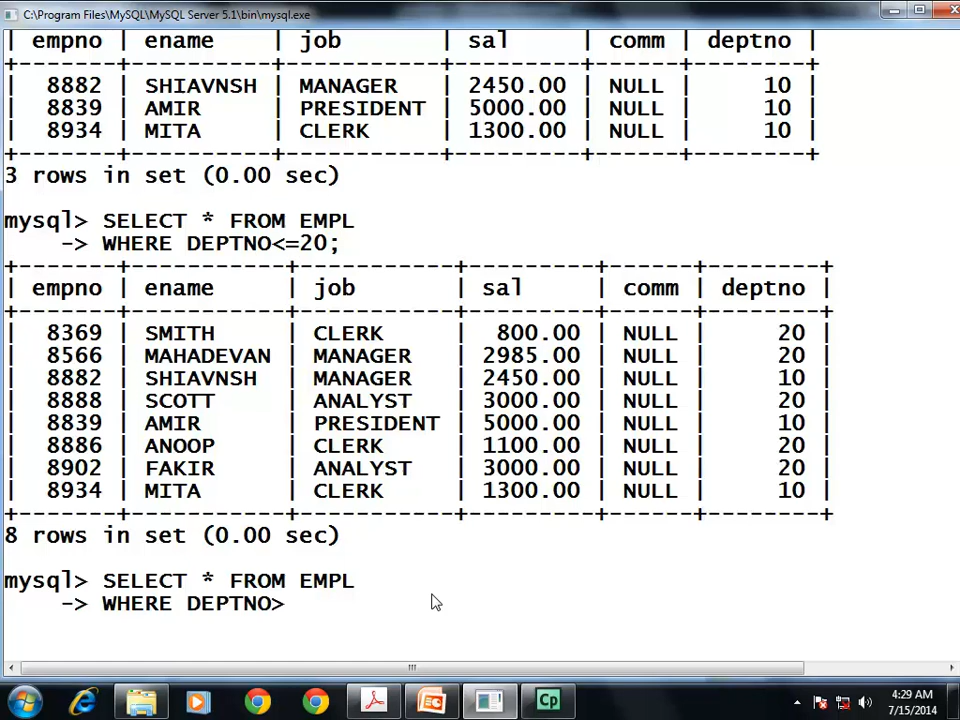 C:\Program Files\MySQL\MySQL Server 5.1\bin\mysql.exe
| empno | ename     | job       | sal     | comm | deptno |
+-------+-----------+-----------+---------+------+--------+
|  8882 | SHIAVNSH  | MANAGER   | 2450.00 | NULL |     10 |
|  8839 | AMIR      | PRESIDENT | 5000.00 | NULL |     10 |
|  8934 | MITA      | CLERK     | 1300.00 | NULL |     10 |
+-------+-----------+-----------+---------+------+--------+
3 rows in set (0.00 sec)
mysql> SELECT * FROM EMPL
    -> WHERE DEPTNO<=20;
+-------+-----------+-----------+---------+------+--------+
| empno | ename     | job       | sal     | comm | deptno |
+-------+-----------+-----------+---------+------+--------+
|  8369 | SMITH     | CLERK     |  800.00 | NULL |     20 |
|  8566 | MAHADEVAN | MANAGER   | 2985.00 | NULL |     20 |
|  8882 | SHIAVNSH  | MANAGER   | 2450.00 | NULL |     10 |
|  8888 | SCOTT     | ANALYST   | 3000.00 | NULL |     20 |
|  8839 | AMIR      | PRESIDENT | 5000.00 | NULL |     10 |
|  8886 | ANOOP     | CLERK     | 1100.00 | NULL |     20 |
|  8902 | FAKIR     | ANALYST   | 3000.00 | NULL |     20 |
|  8934 | MITA      | CLERK     | 1300.00 | NULL |     10 |
+-------+-----------+-----------+---------+------+--------+
8 rows in set (0.00 sec)
mysql> SELECT * FROM EMPL
    -> WHERE DEPTNO>
Cp
4:29 AM
7/15/2014